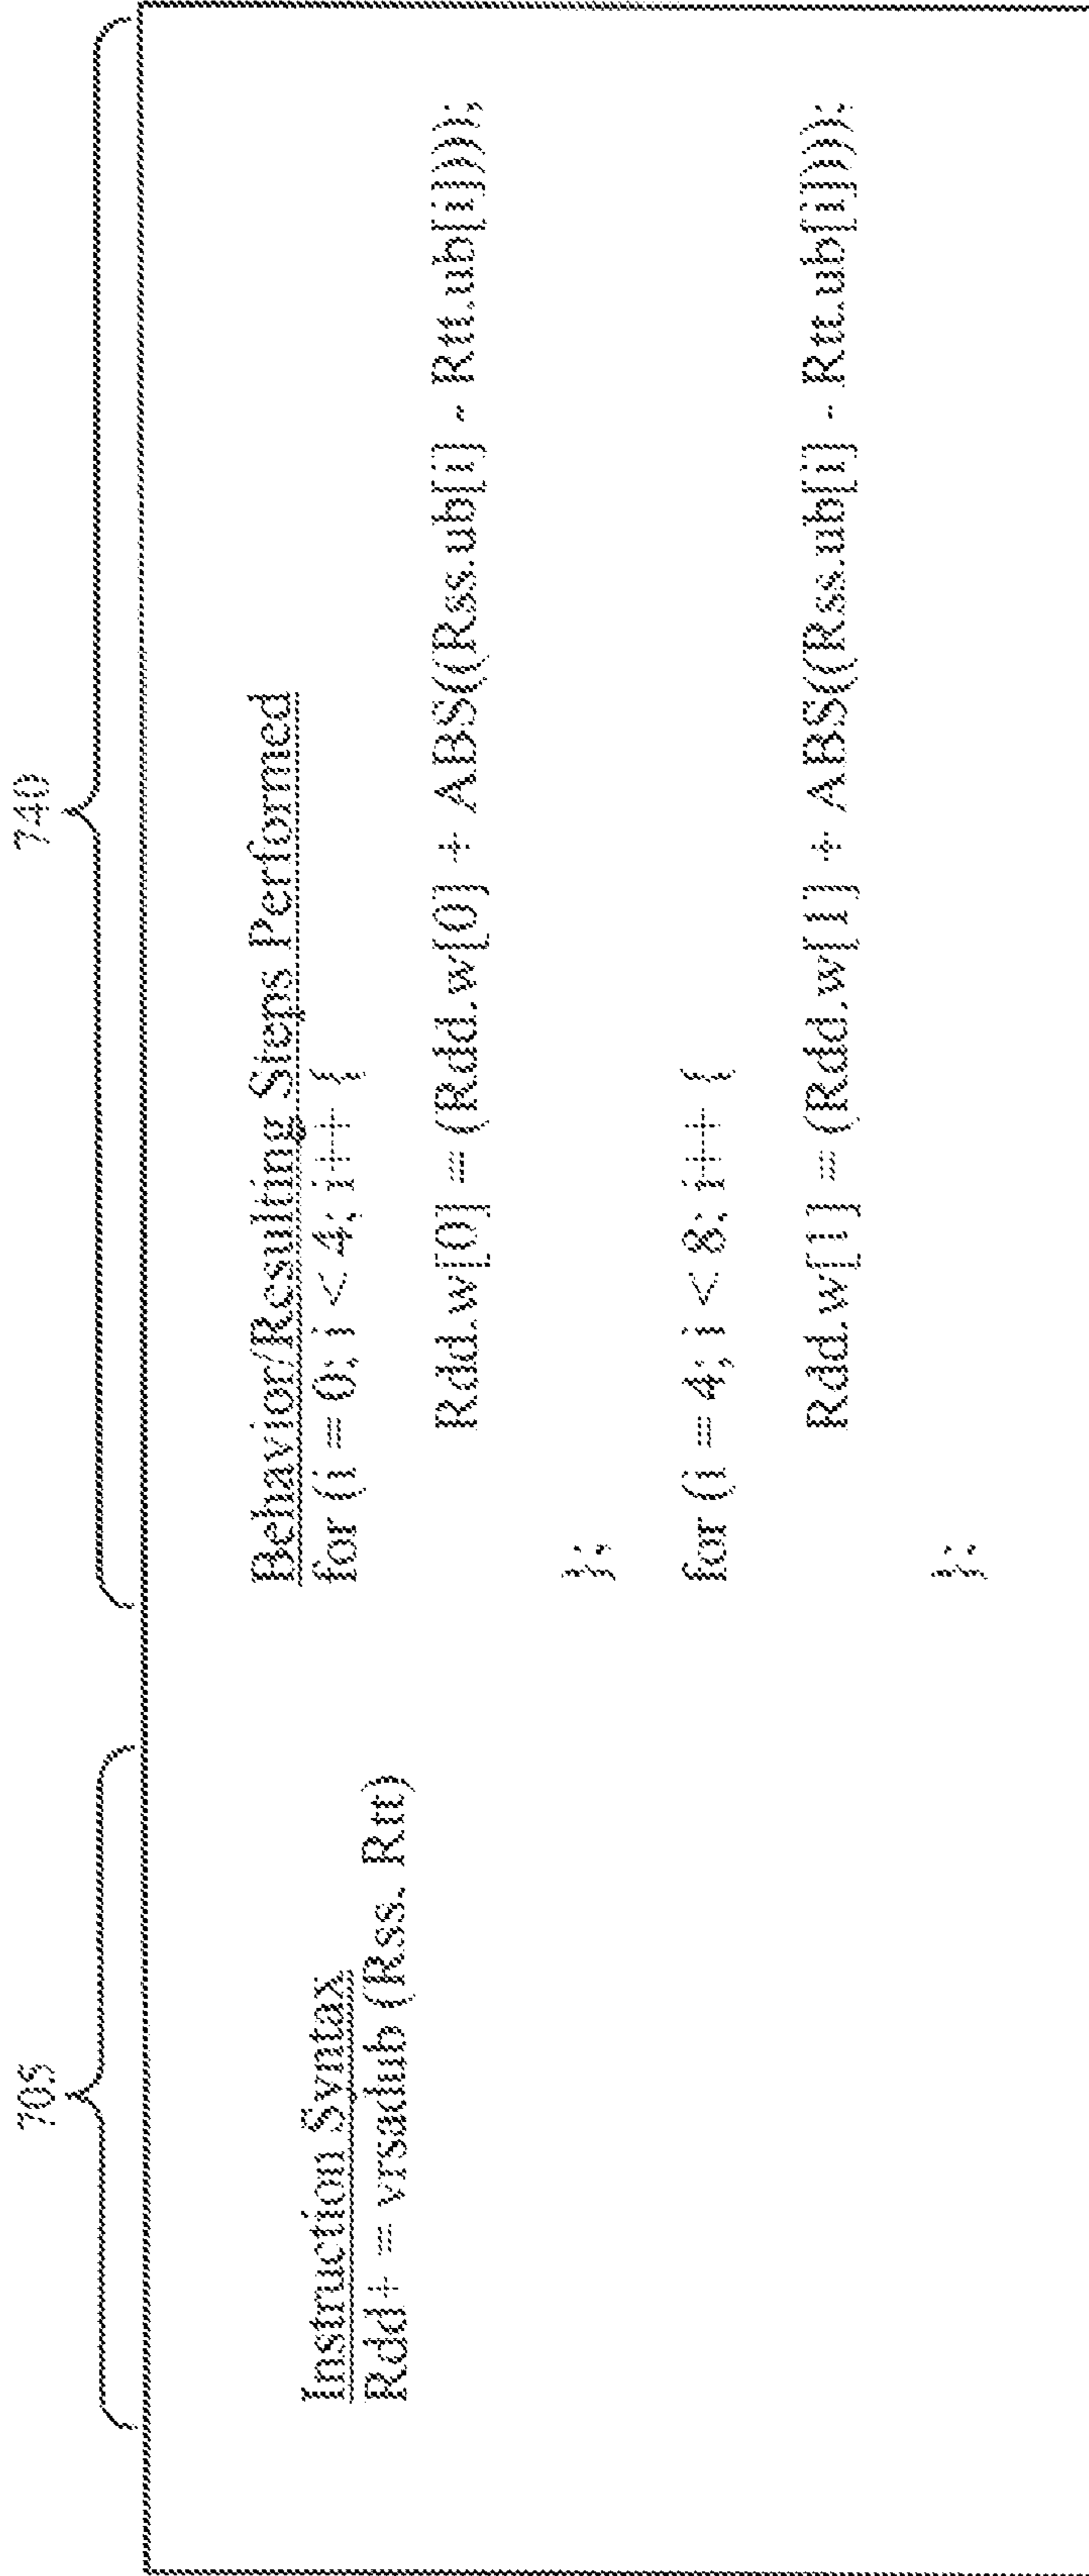 705
740
Instruction Syntax
Rdd+ = vrsadub (Rss, Rtt)
Behavior/Resulting Steps Performed
for (i = 0; i < 4; i++ {
Rdd.w[0] = (Rdd.w[0] + ABS((Rss.ub[i] - Rtt.ub[i])));
};
for (i = 4; i < 8; i++ {
Rdd.w[1] = (Rdd.w[1] + ABS((Rss.ub[i] - Rtt.ub[i])));
};